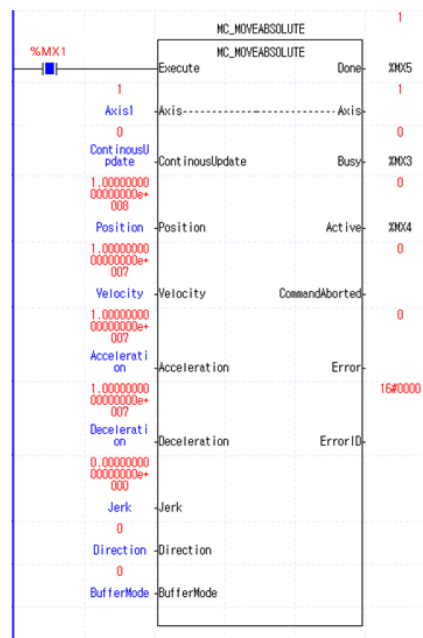 1
MC_MOVEABSOLUTE
%MX1
MC_MOVEABSOLUTE
Execute Done %MX5
1 1
Axis1 Axis Axis
0 0
ContinousU
pdate ContinousUpdate Busy %MX3
1.00000000 0
00000000e+
008
Position Position Active %MX4
1.00000000 0
00000000e+
007
Velocity Velocity CommandAborted
1.00000000 0
00000000e+
007
Accelerati
on Acceleration Error
1.00000000 16#0000
00000000e+
007
Decelerati
on Deceleration ErrorID
0.00000000
00000000e+
000
Jerk Jerk
0
Direction Direction
0
BufferMode BufferMode